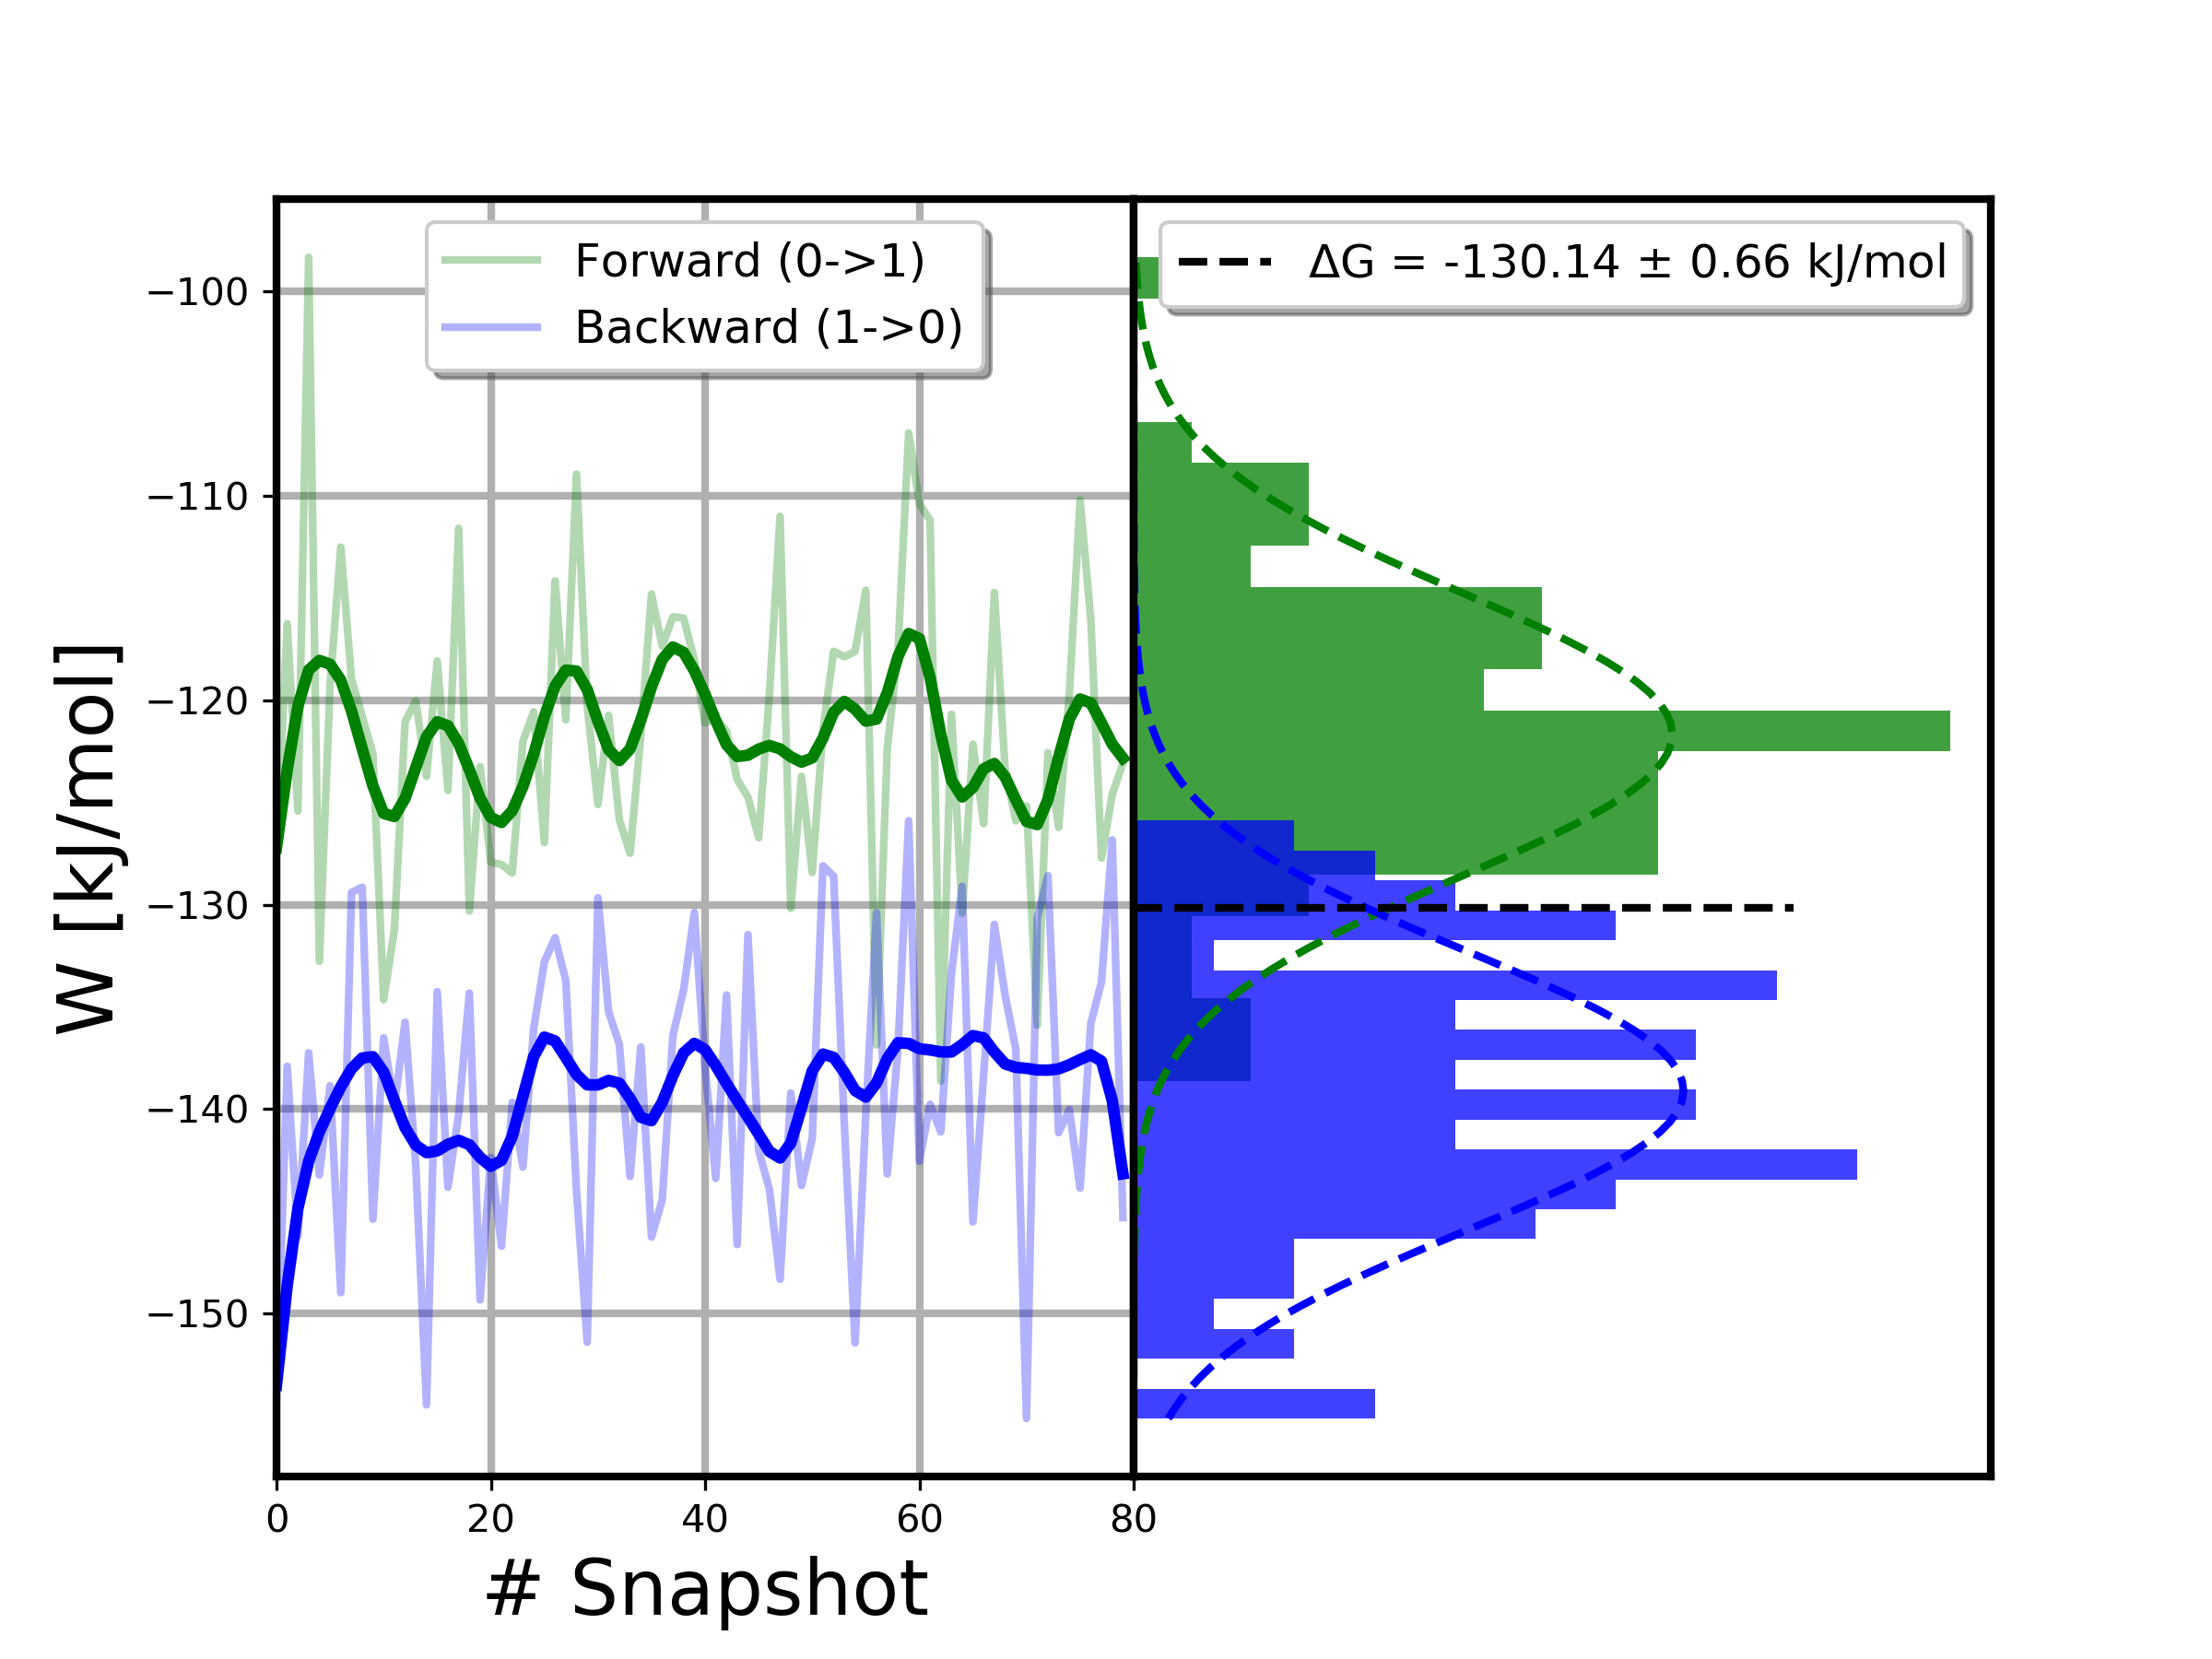 Forward (0->1)
Backward (1->0)
ΔG = -130.14 ± 0.66 kJ/mol
−100
−110
−120
−130
−140
−150
W [kJ/mol]
0 20 40 60 80
# Snapshot